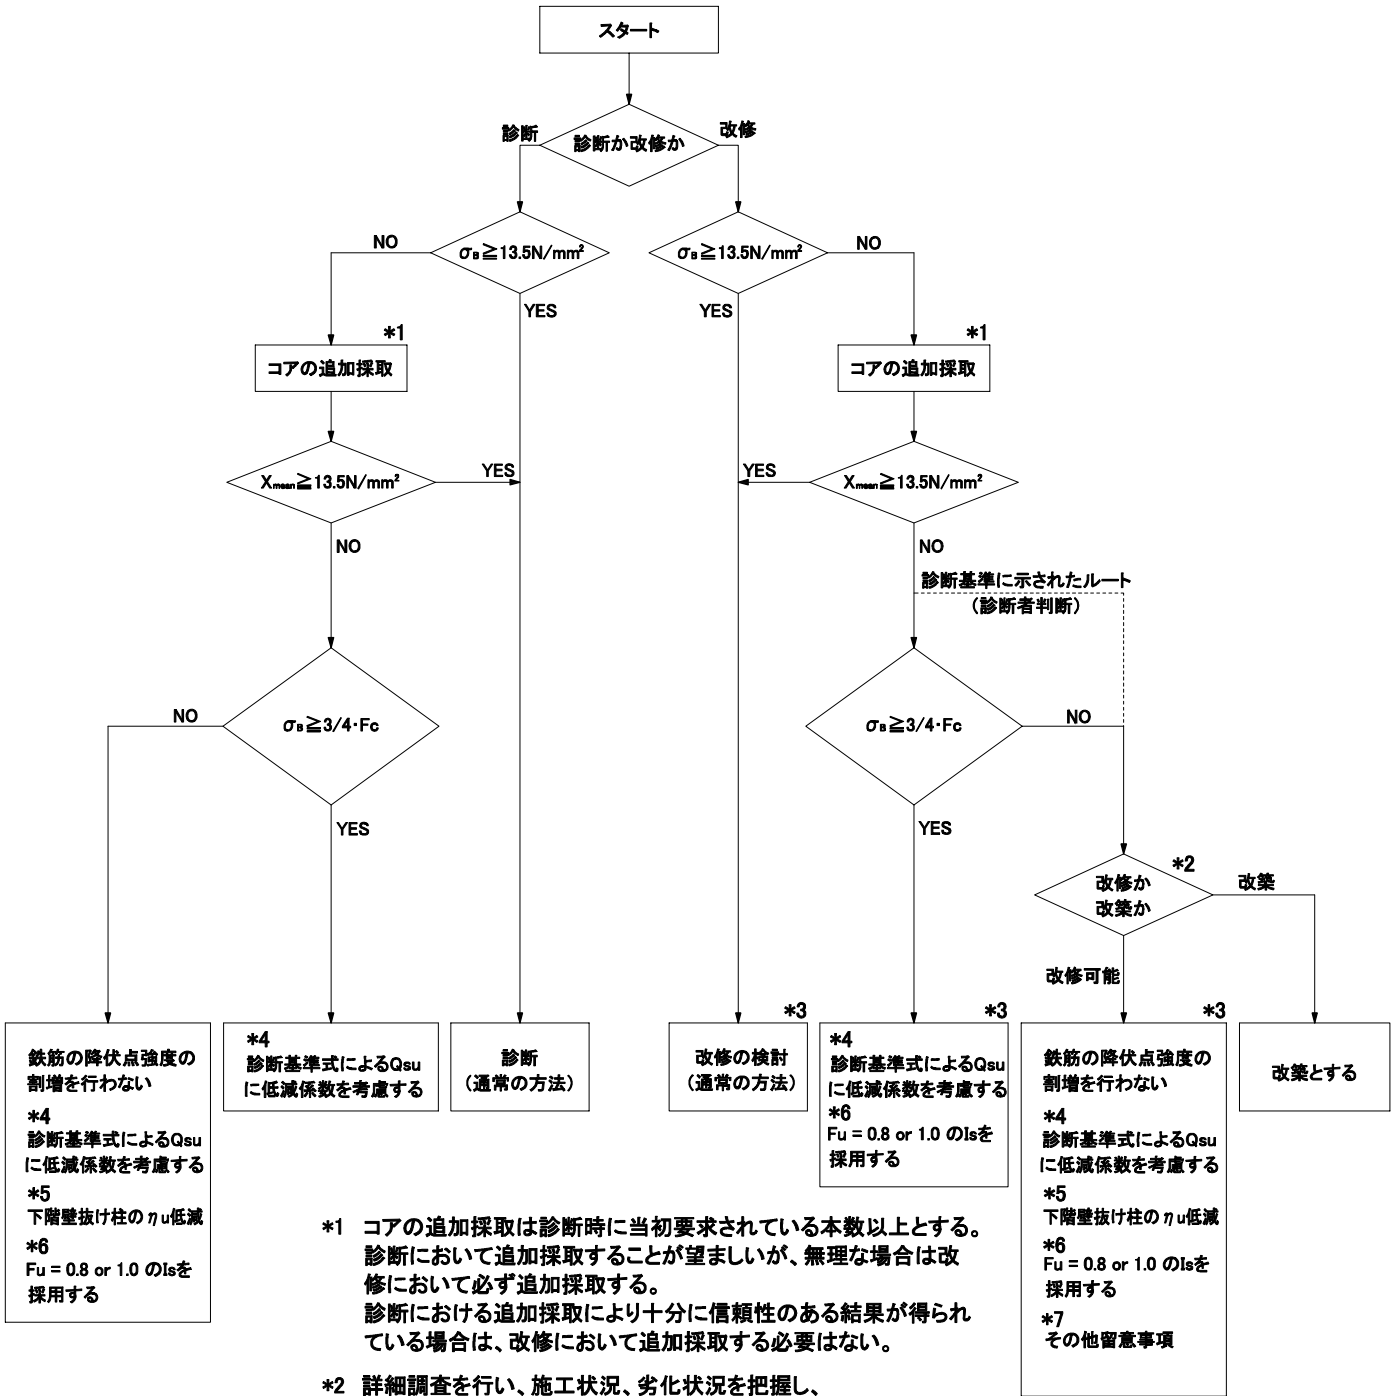 スタート
診断か改修か
診断
改修
σB≧13.5N/mm²
NO
YES
σB≧13.5N/mm²
NO
YES
*1
コアの追加採取
*1
コアの追加採取
Xmean≧13.5N/mm²
YES
NO
Xmean≧13.5N/mm²
YES
NO
診断基準に示されたルート
(診断者判断)
σB≧3/4・Fc
NO
YES
σB≧3/4・Fc
NO
YES
*2
改修か
改築か
改築
改修可能
鉄筋の降伏点強度の
割増を行わない
*4
診断基準式によるQsu
に低減係数を考慮する
*5
下階壁抜け柱のηu低減
*6
Fu = 0.8 or 1.0 のIsを
採用する
*4
診断基準式によるQsu
に低減係数を考慮する
診断
(通常の方法)
*3
改修の検討
(通常の方法)
*3
*4
診断基準式によるQsu
に低減係数を考慮する
*6
Fu = 0.8 or 1.0 のIsを
採用する
*3
鉄筋の降伏点強度の
割増を行わない
*4
診断基準式によるQsu
に低減係数を考慮する
*5
下階壁抜け柱のηu低減
*6
Fu = 0.8 or 1.0 のIsを
採用する
*7
その他留意事項
改築とする
*1 コアの追加採取は診断時に当初要求されている本数以上とする。
診断において追加採取することが望ましいが、無理な場合は改
修において必ず追加採取する。
診断における追加採取により十分に信頼性のある結果が得られ
ている場合は、改修において追加採取する必要はない。
*2 詳細調査を行い、施工状況、劣化状況を把握し、